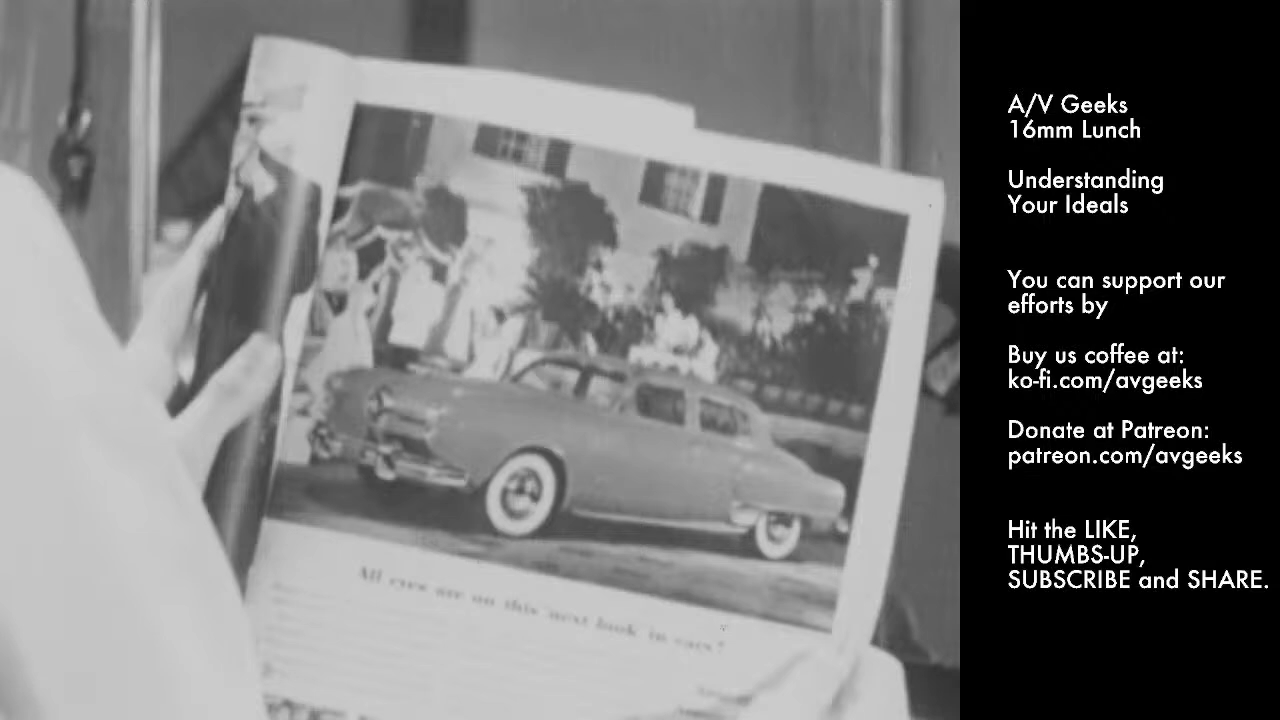 All eyes are on this "next look" in cars!
A/V Geeks
16mm Lunch
Understanding
Your Ideals
You can support our
efforts by
Buy us coffee at:
ko-fi.com/avgeeks
Donate at Patreon:
patreon.com/avgeeks
Hit the LIKE,
THUMBS-UP,
SUBSCRIBE and SHARE.